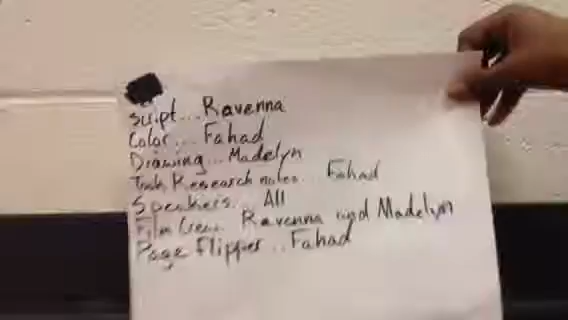 Script... Ravenna
Color... Fahad
Drawing... Madelyn
Took Research notes... Fahad
Speakers... All
Film Crew.. Ravenna and Madelyn
Page flipper... Fahad